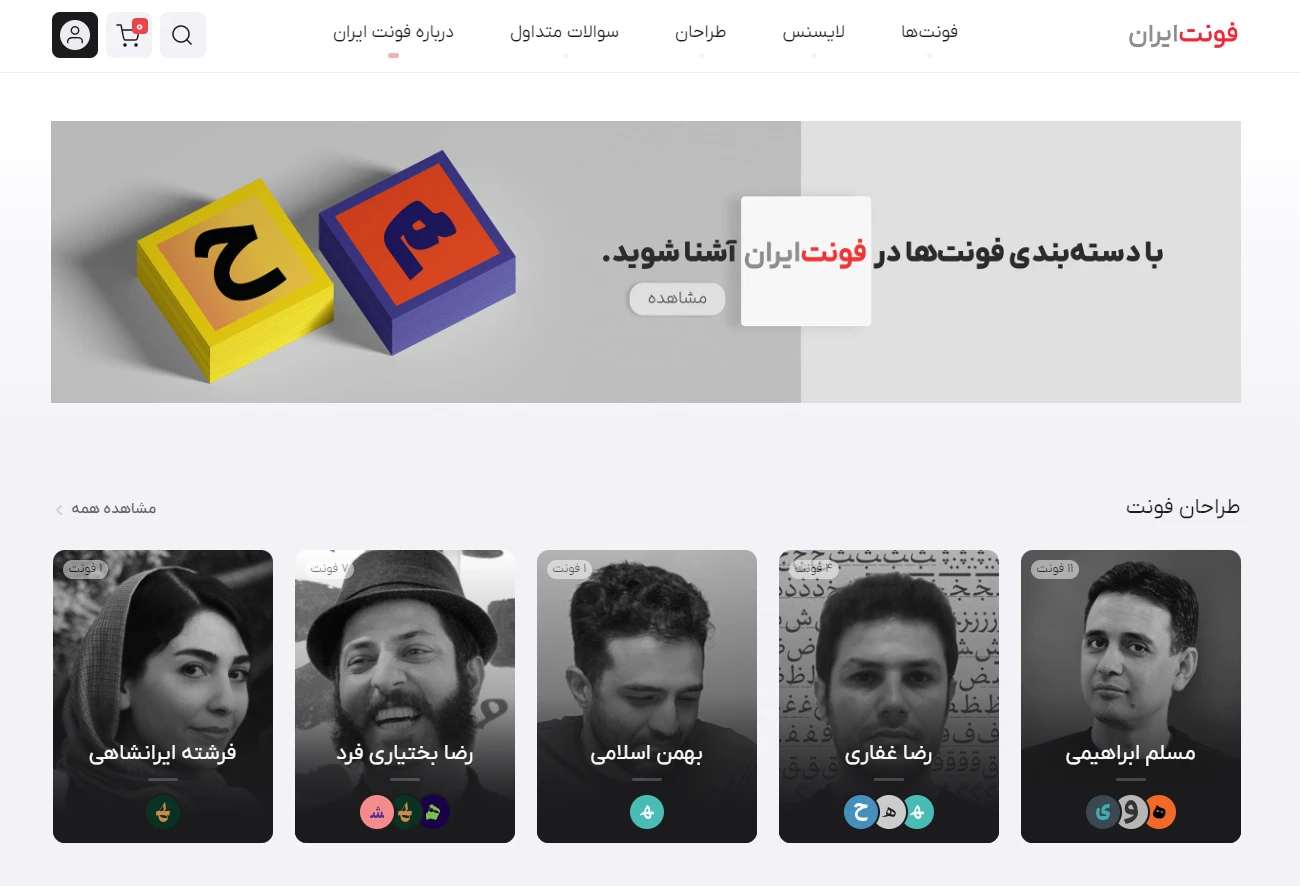 فونت‌ایران
فونت‌ها
لایسنس
طراحان
سوالات متداول
درباره فونت ایران
۰
با دسته‌بندی فونت‌ها در فونت‌ایران آشنا شوید.
مشاهده
م
ح
طراحان فونت
مشاهده همه
۱۱ فونت
مسلم ابراهیمی
و
ی
۴ فونت
رضا غفاری
ه
ح
۱ فونت
بهمن اسلامی
۷ فونت
رضا بختیاری فرد
۱ فونت
فرشته ایرانشاهی